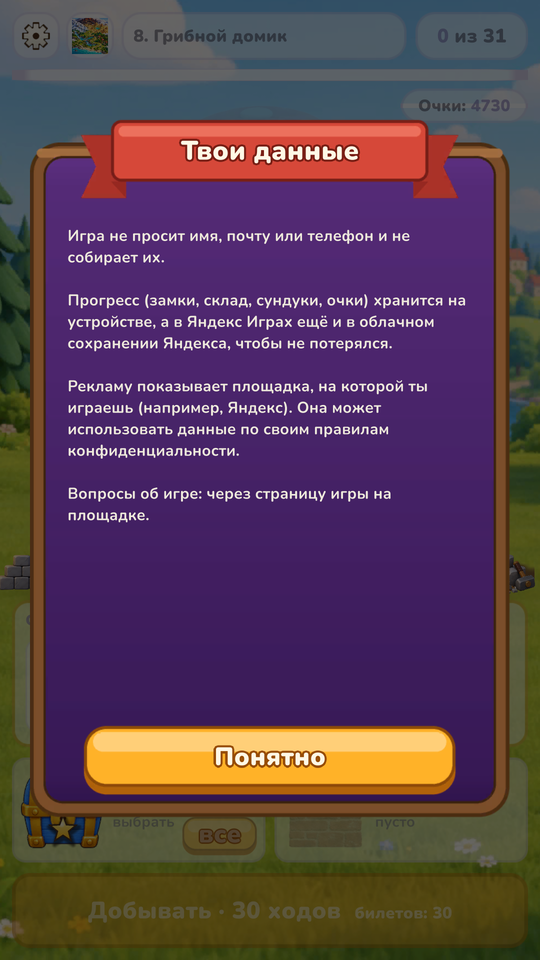 8. Грибной домик
0 из 31
Очки: 4730
Твои данные
Игра не просит имя, почту или телефон и не
собирает их.
Прогресс (замки, склад, сундуки, очки) хранится на
устройстве, а в Яндекс Играх ещё и в облачном
сохранении Яндекса, чтобы не потерялся.
Рекламу показывает площадка, на которой ты
играешь (например, Яндекс). Она может
использовать данные по своим правилам
конфиденциальности.
Вопросы об игре: через страницу игры на
площадке.
Понятно
выбрать
все
пусто
Добывать · 30 ходов билетов: 30